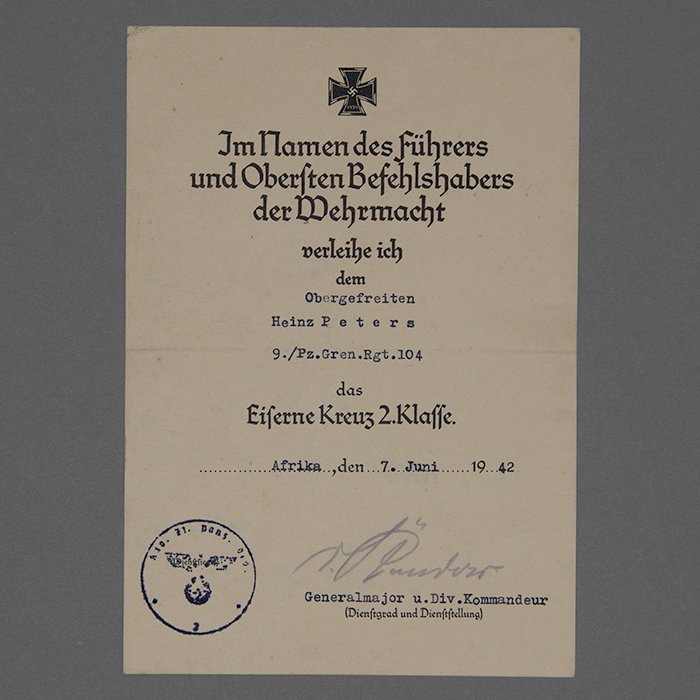 Im Namen des Führers
und Obersten Befehlshabers
der Wehrmacht
verleihe ich
dem
Obergefreiten
Heinz P e t e r s
9./Pz.Gren.Rgt.104
das
Eiserne Kreuz 2.Klasse.
Afrika ,den 7. Juni 19 42
Generalmajor u.Div.Kommandeur
(Dienstgrad und Dienststellung)